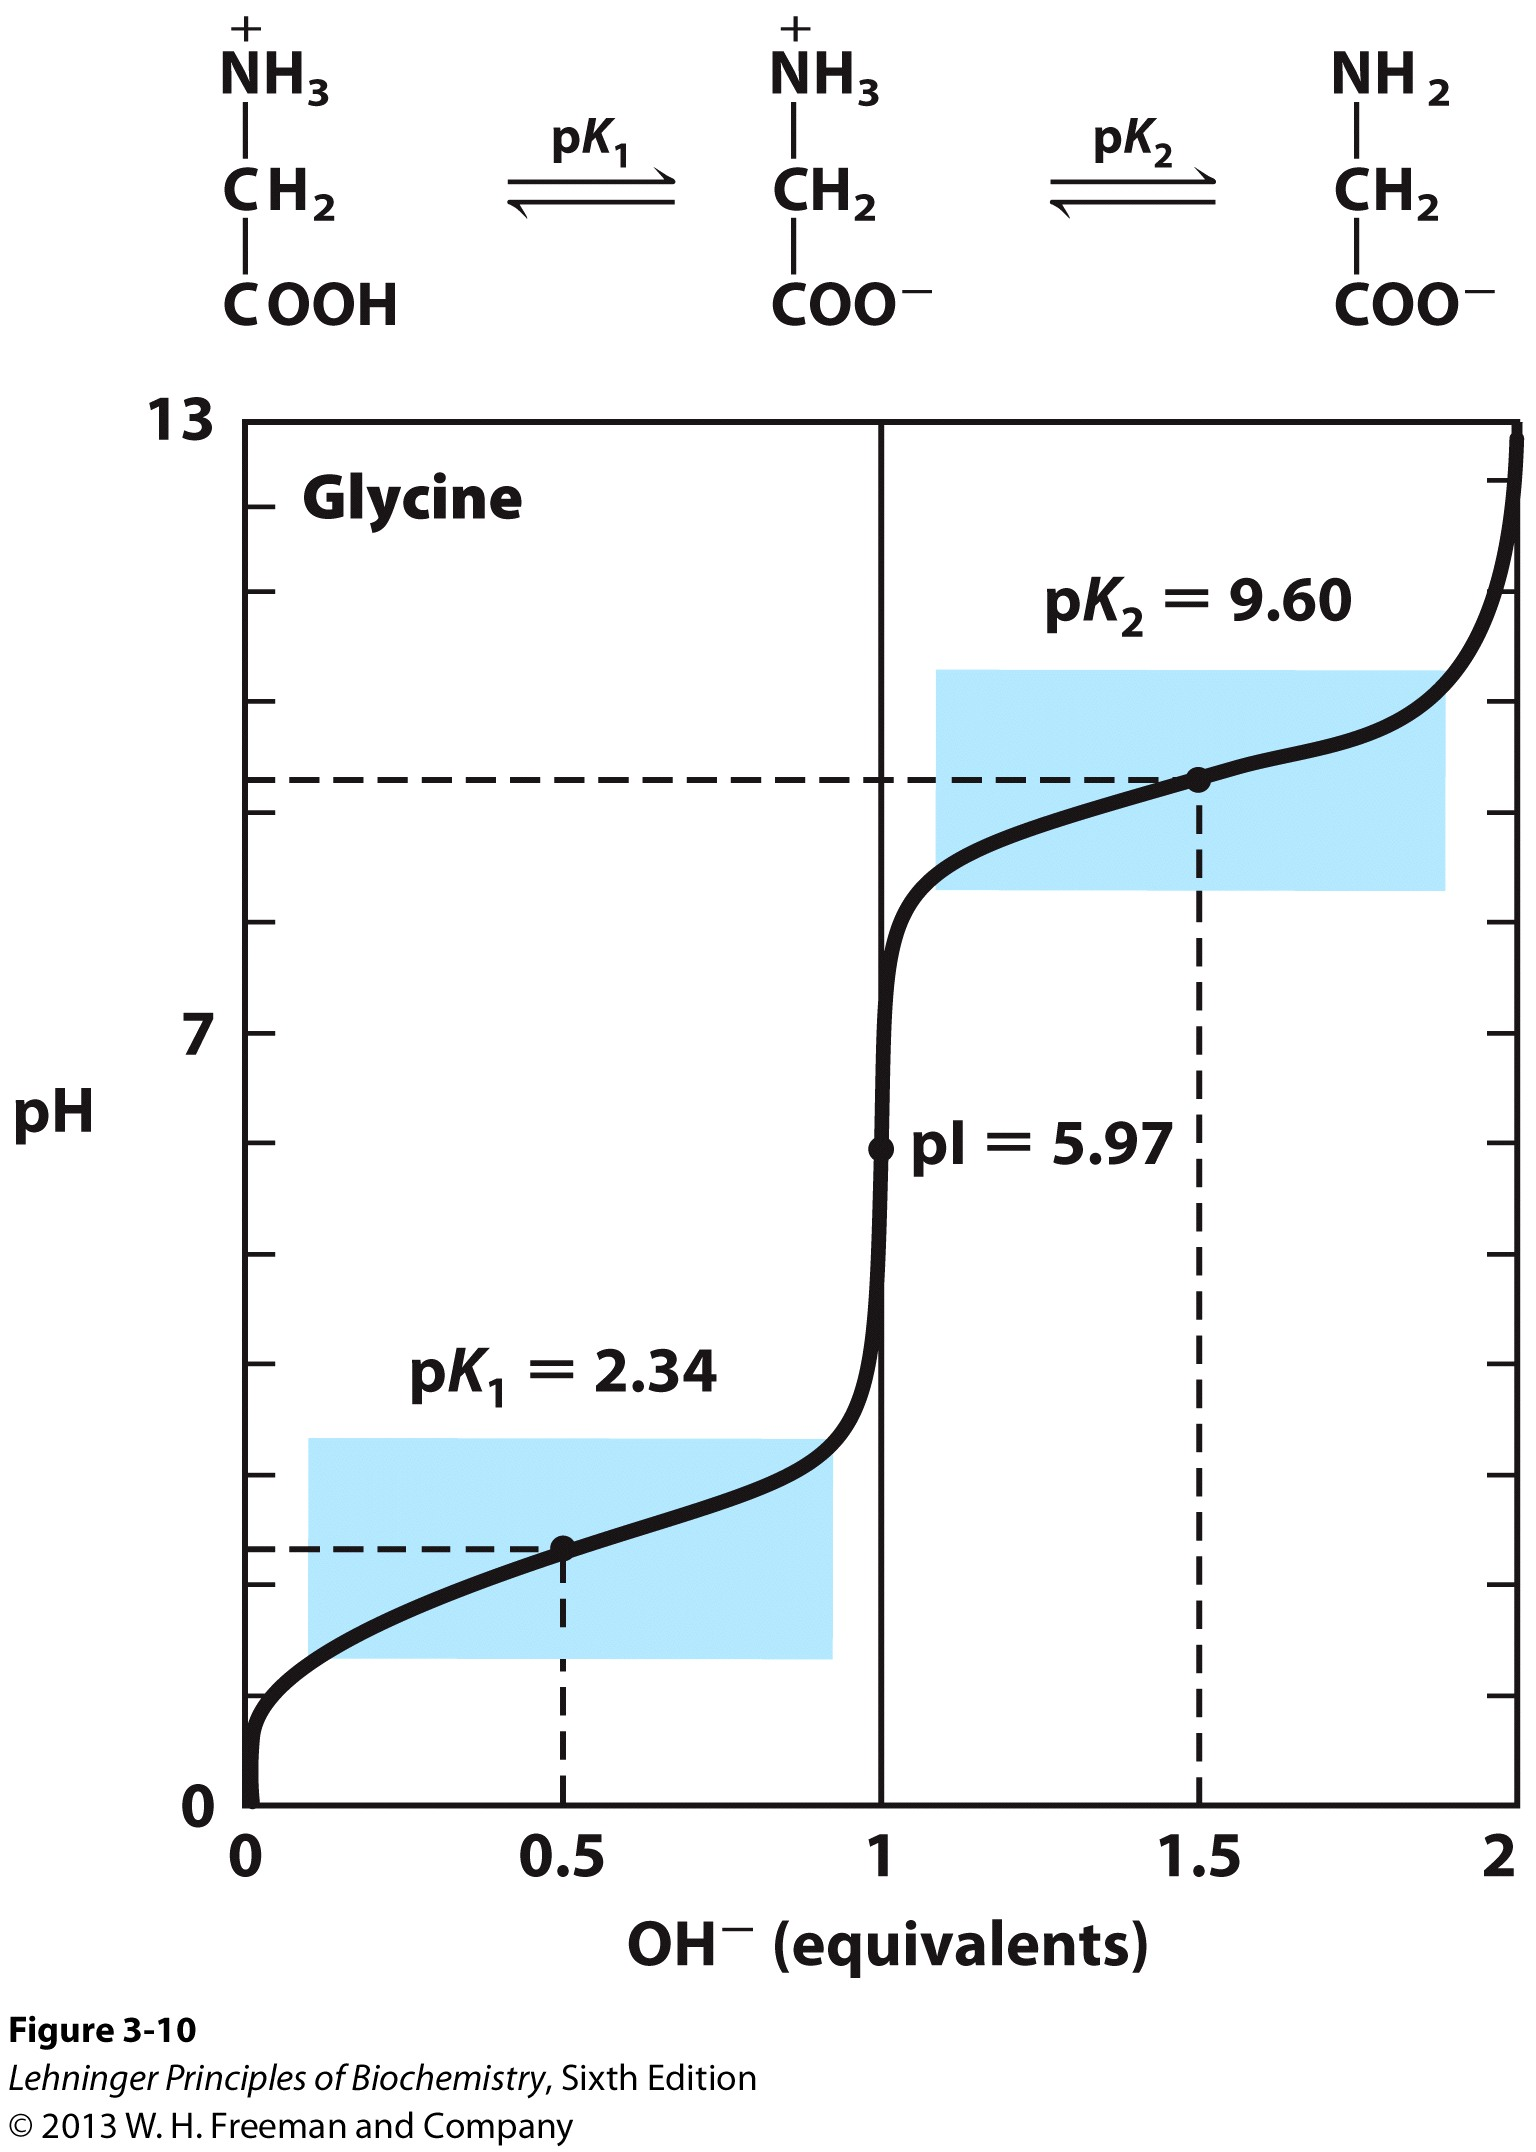 + +
NH3 NH3 NH2
pK1 pK2
CH2 CH2 CH2
COOH COO− COO−
13
Glycine
pK2 = 9.60
7
pH
pI = 5.97
pK1 = 2.34
0
0 0.5 1 1.5 2
OH− (equivalents)
Figure 3-10
Lehninger Principles of Biochemistry, Sixth Edition
© 2013 W. H. Freeman and Company